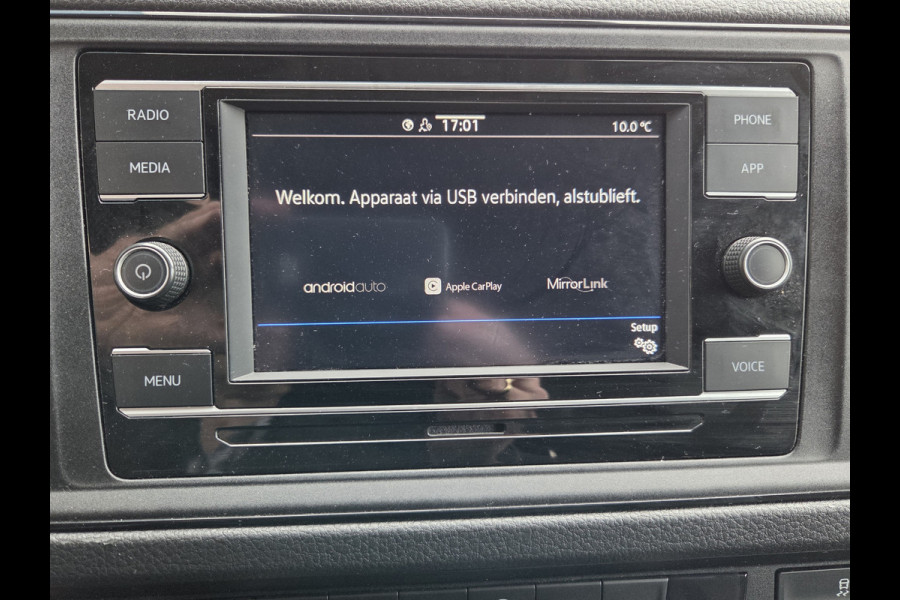 RADIO
MEDIA
MENU
17:01
10.0°C
Welkom. Apparaat via USB verbinden, alstublieft.
androidauto
Apple CarPlay
MirrorLink
Setup
PHONE
APP
VOICE